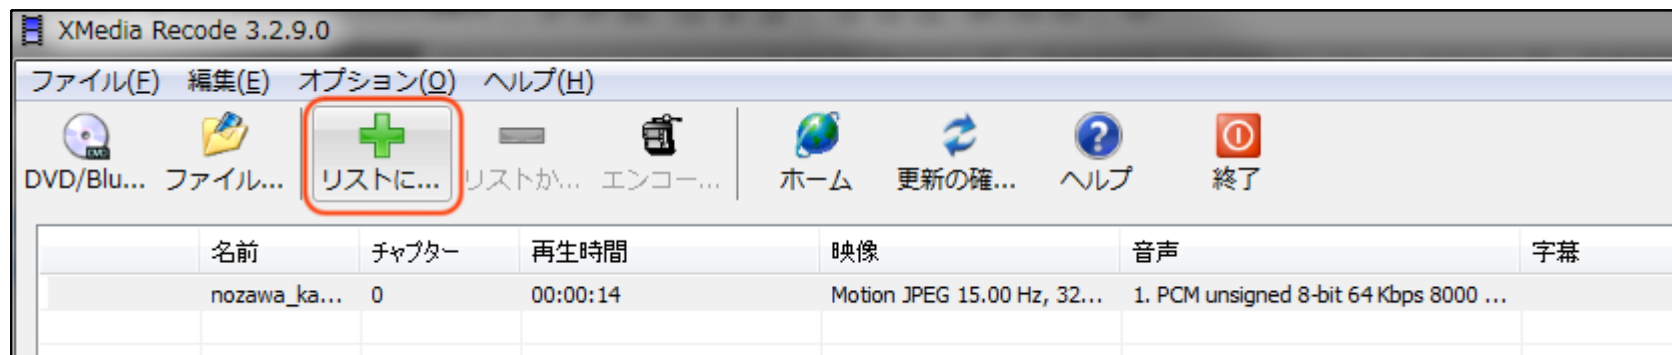 XMedia Recode 3.2.9.0
ファイル(F) 編集(E) オプション(O) ヘルプ(H)
DVD/Blu... ファイル... リストに... リストか... エンコー... ホーム 更新の確... ヘルプ 終了
名前 チャプター 再生時間 映像 音声 字幕
nozawa_ka... 0 00:00:14 Motion JPEG 15.00 Hz, 32... 1. PCM unsigned 8-bit 64 Kbps 8000 ...